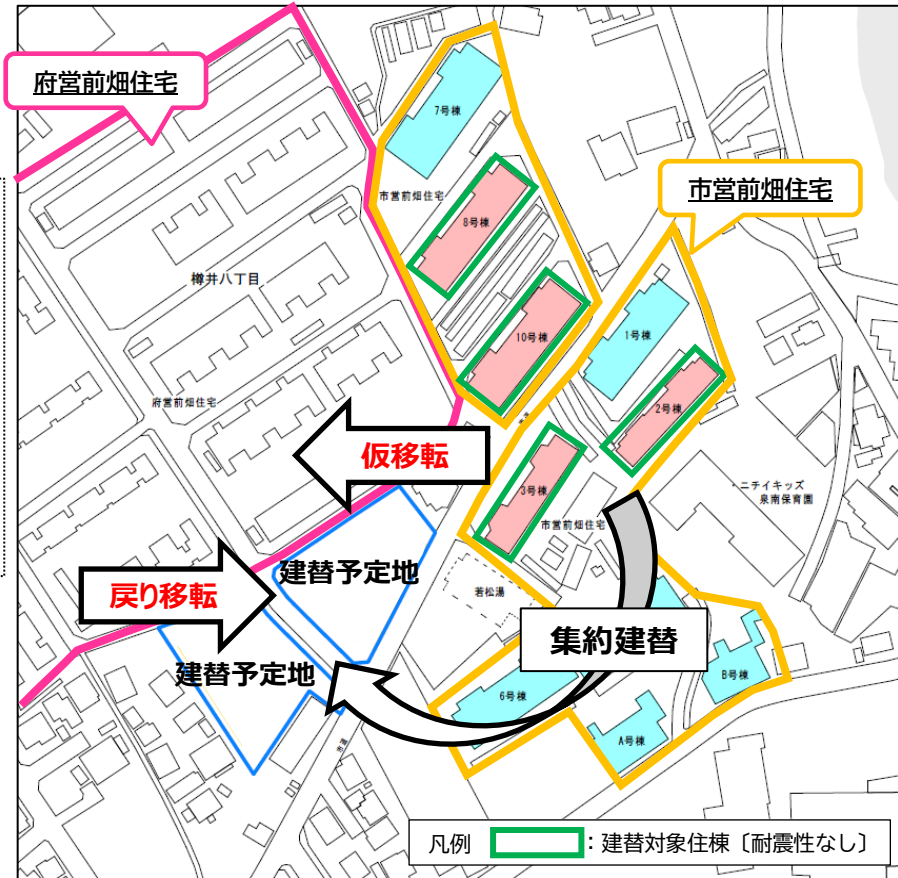 府営前畑住宅
7号棟
市営前畑住宅
市営前畑住宅
8号棟
樽井八丁目
10号棟
1号棟
2号棟
府営前畑住宅
仮移転
3号棟
ニチイキッズ
泉南保育園
市営前畑住宅
建替予定地
若松湯
戻り移転
集約建替
建替予定地
B号棟
6号棟
A号棟
市道
凡例 :建替対象住棟〔耐震性なし〕